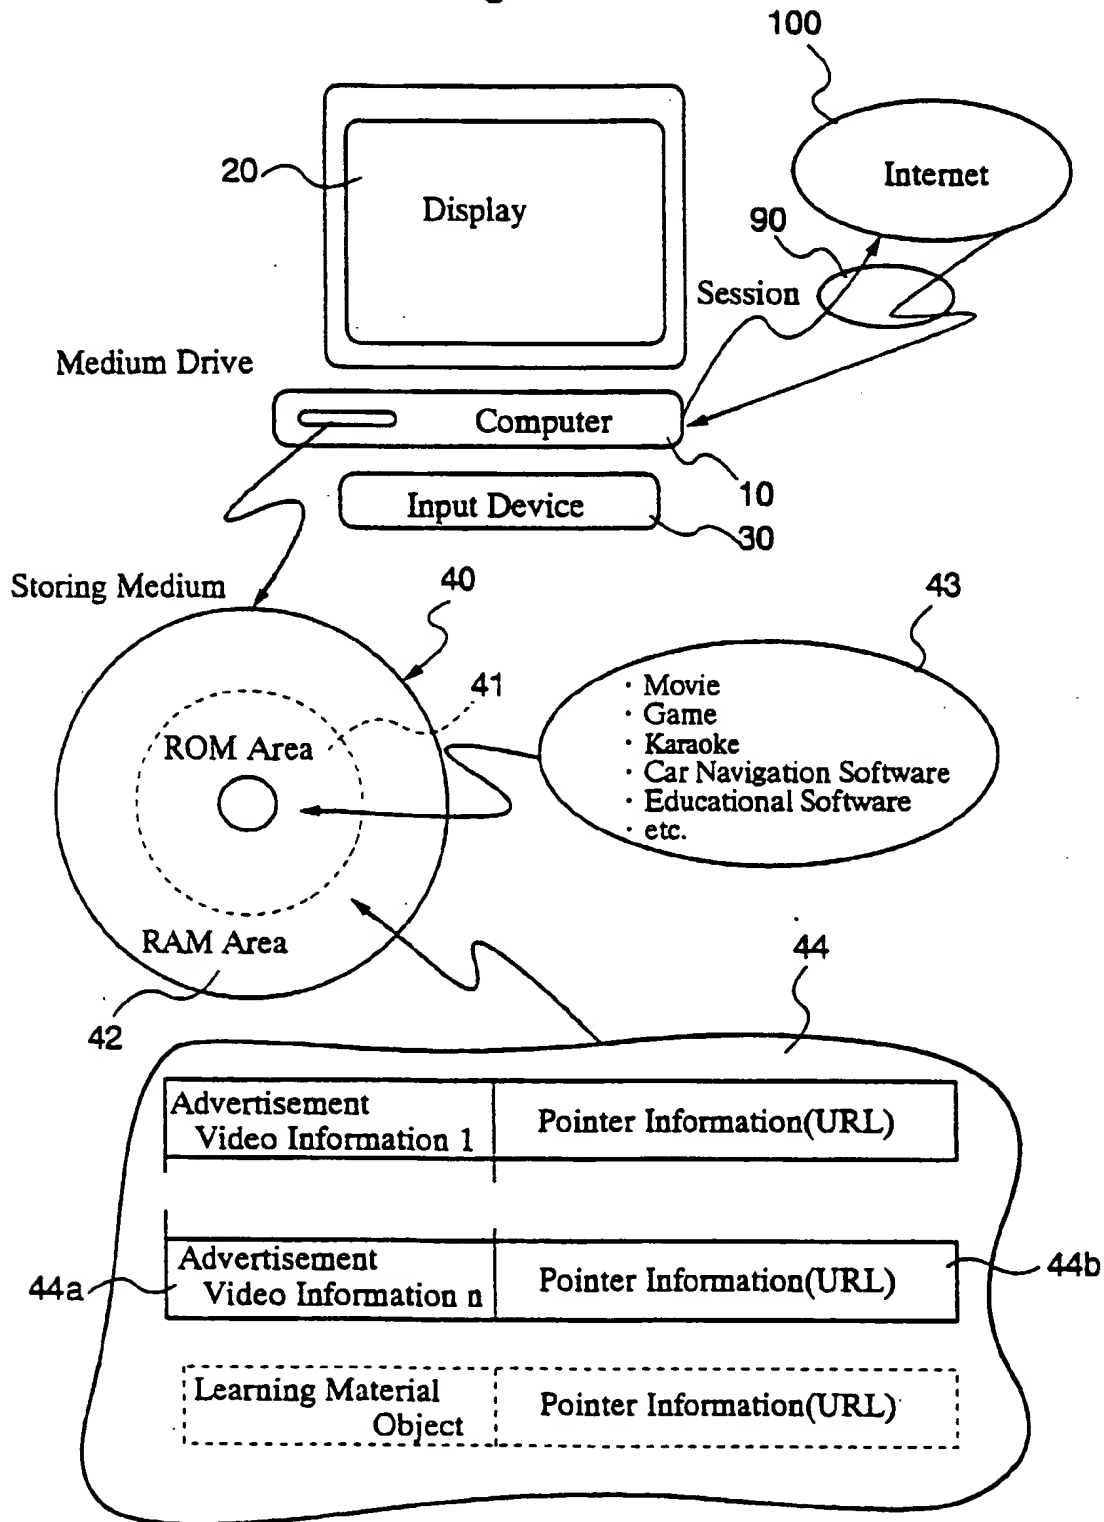 100
20
Display
Internet
90
Session
Medium Drive
Computer
10
Input Device
30
Storing Medium
40
43
41
ROM Area
· Movie
· Game
· Karaoke
· Car Navigation Software
· Educational Software
· etc.
RAM Area
42
44
Advertisement
Video Information 1
Pointer Information(URL)
Advertisement
Video Information n
Pointer Information(URL)
44a
44b
Learning Material
Object
Pointer Information(URL)